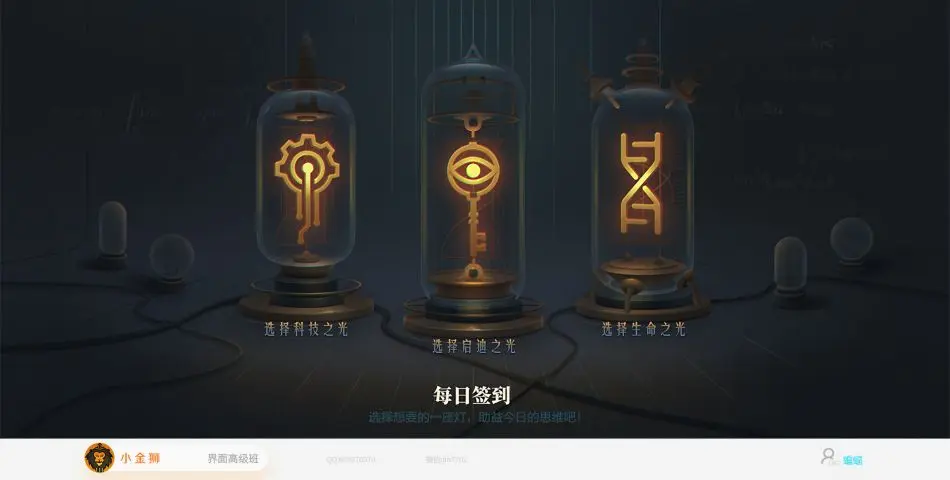 选择科技之光
选择启迪之光
选择生命之光
每日签到
选择想要的一盏灯，助益今日的思维吧！
小金狮
界面高级班
蝙蝠